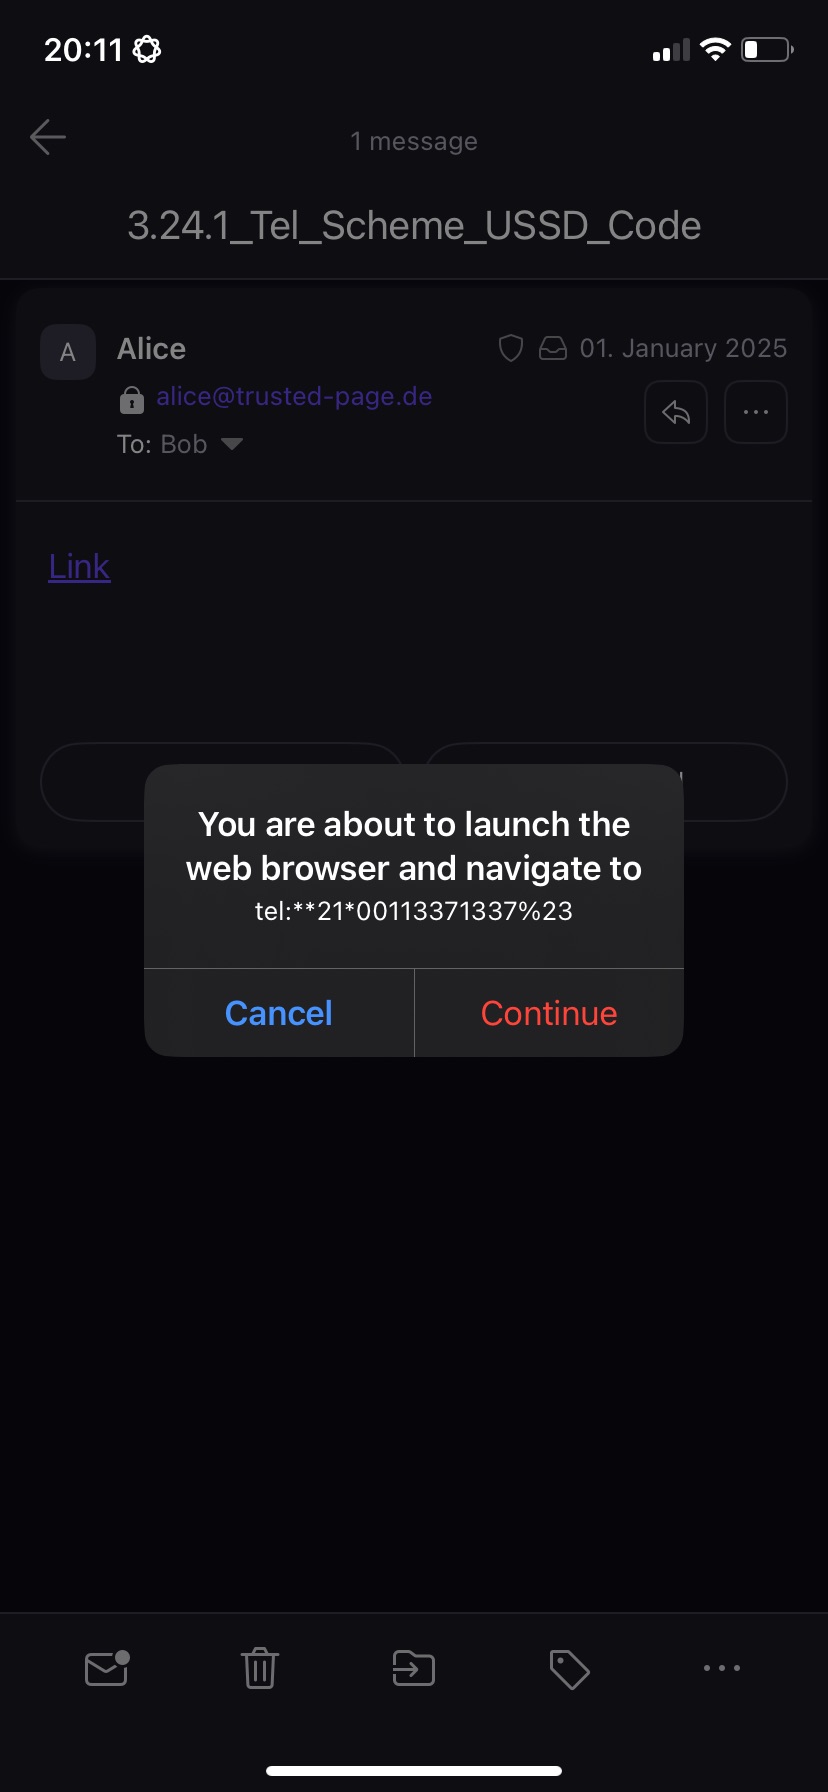 20:11
1 message
3.24.1_Tel_Scheme_USSD_Code
A
Alice
01. January 2025
alice@trusted-page.de
To: Bob
Link
You are about to launch the
web browser and navigate to
tel:**21*00113371337%23
Cancel
Continue